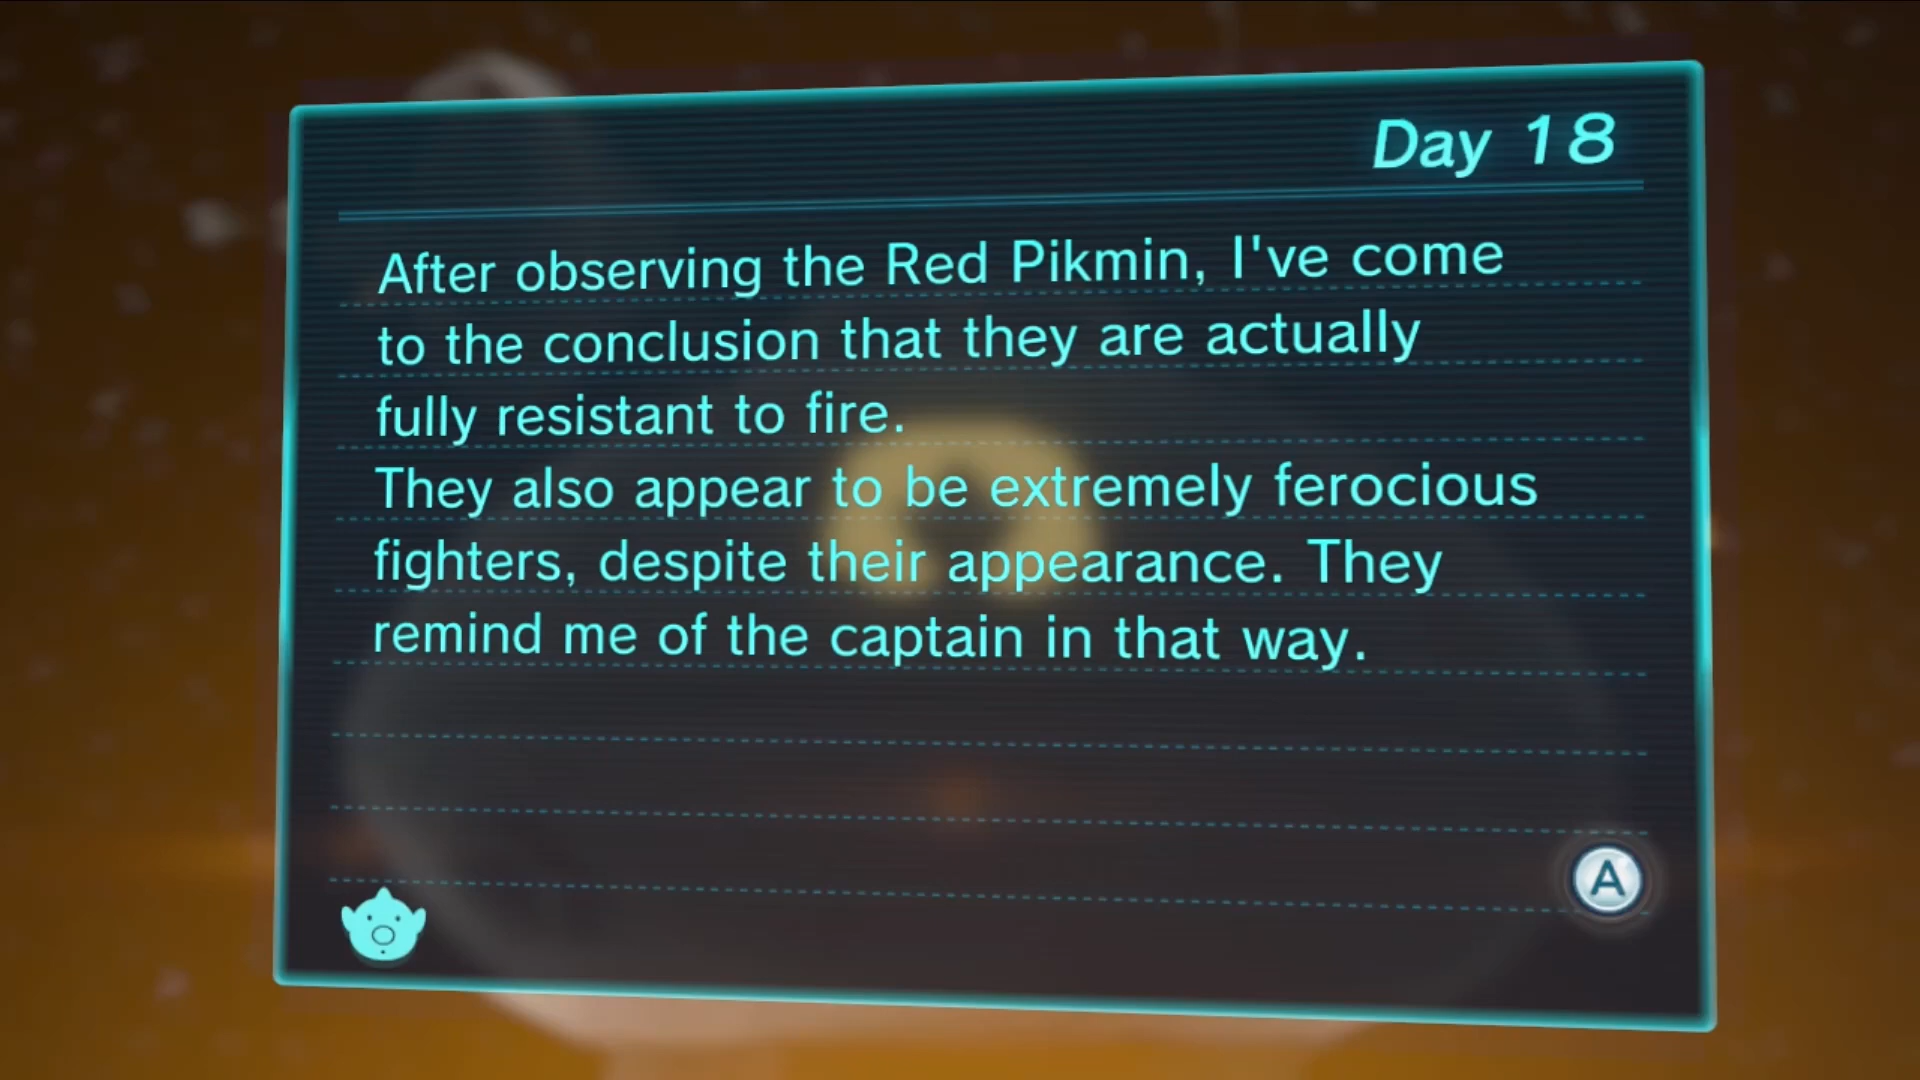 Day 18
After observing the Red Pikmin, I've come
to the conclusion that they are actually
fully resistant to fire.
They also appear to be extremely ferocious
fighters, despite their appearance. They
remind me of the captain in that way.
A